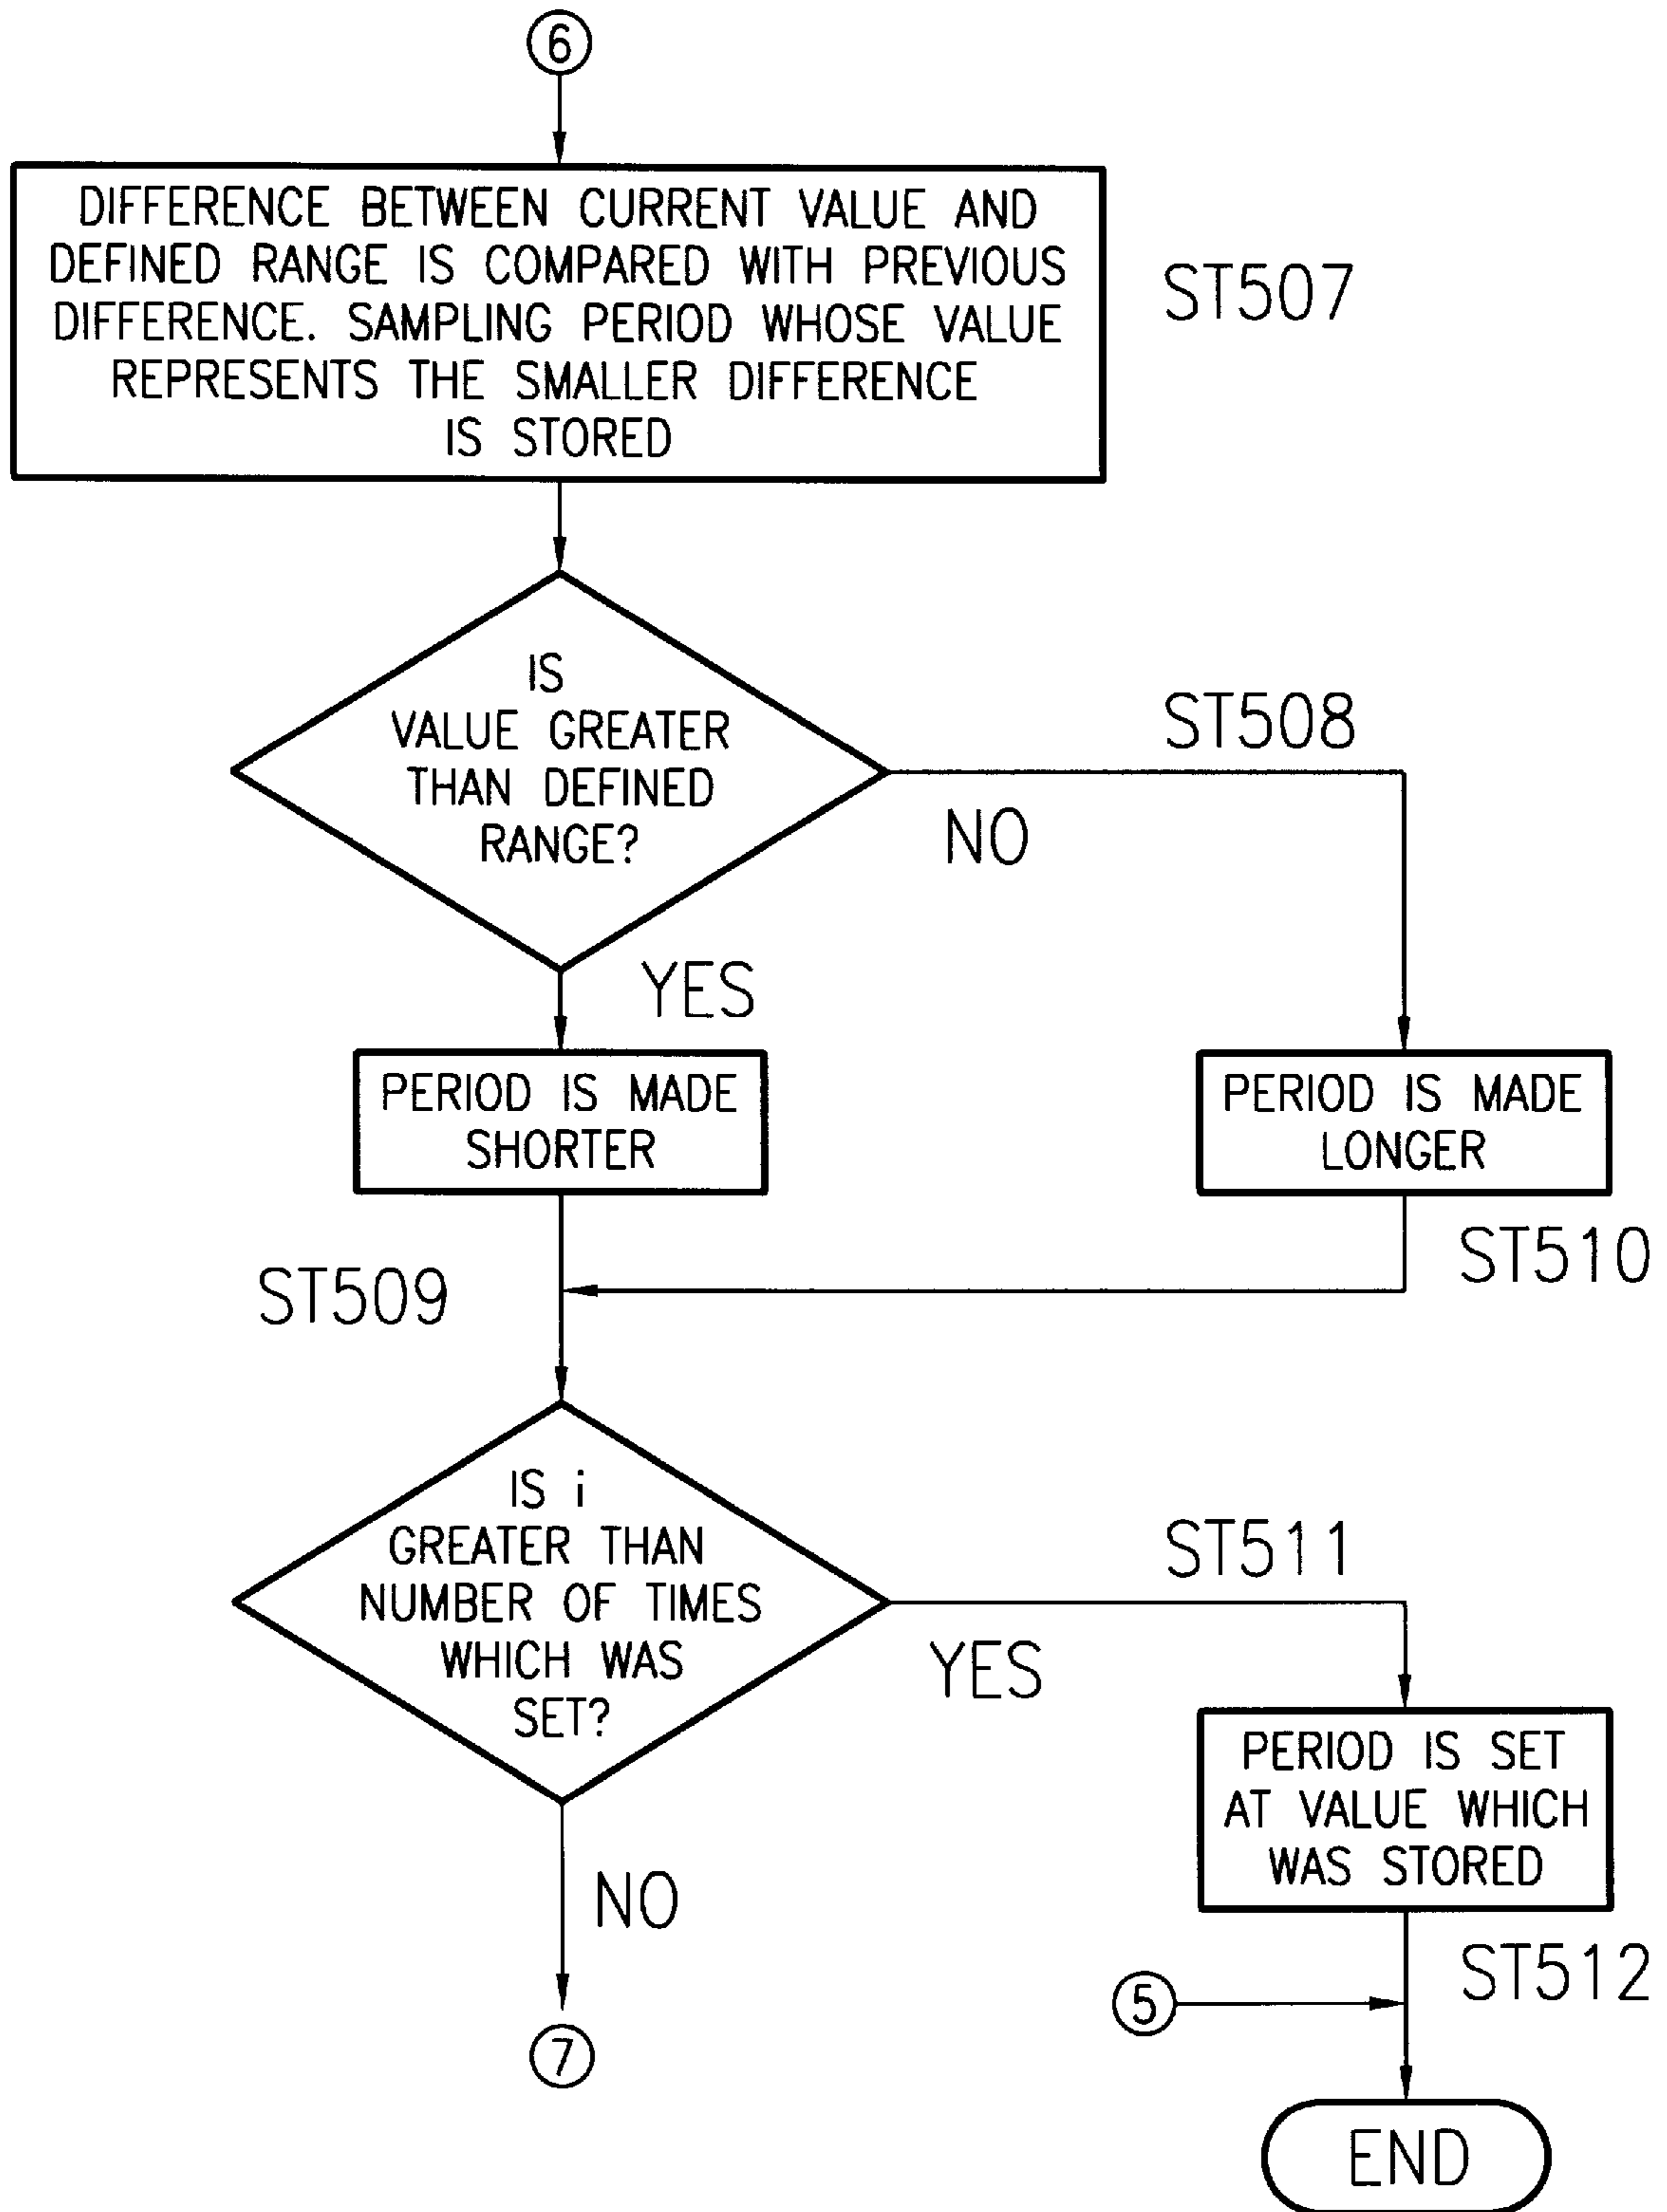 6
DIFFERENCE BETWEEN CURRENT VALUE AND
DEFINED RANGE IS COMPARED WITH PREVIOUS
DIFFERENCE. SAMPLING PERIOD WHOSE VALUE
REPRESENTS THE SMALLER DIFFERENCE
IS STORED
ST507
IS
VALUE GREATER
THAN DEFINED
RANGE?
ST508
NO
YES
PERIOD IS MADE
SHORTER
PERIOD IS MADE
LONGER
ST509
ST510
IS i
GREATER THAN
NUMBER OF TIMES
WHICH WAS
SET?
ST511
YES
PERIOD IS SET
AT VALUE WHICH
WAS STORED
NO
ST512
5
7
END